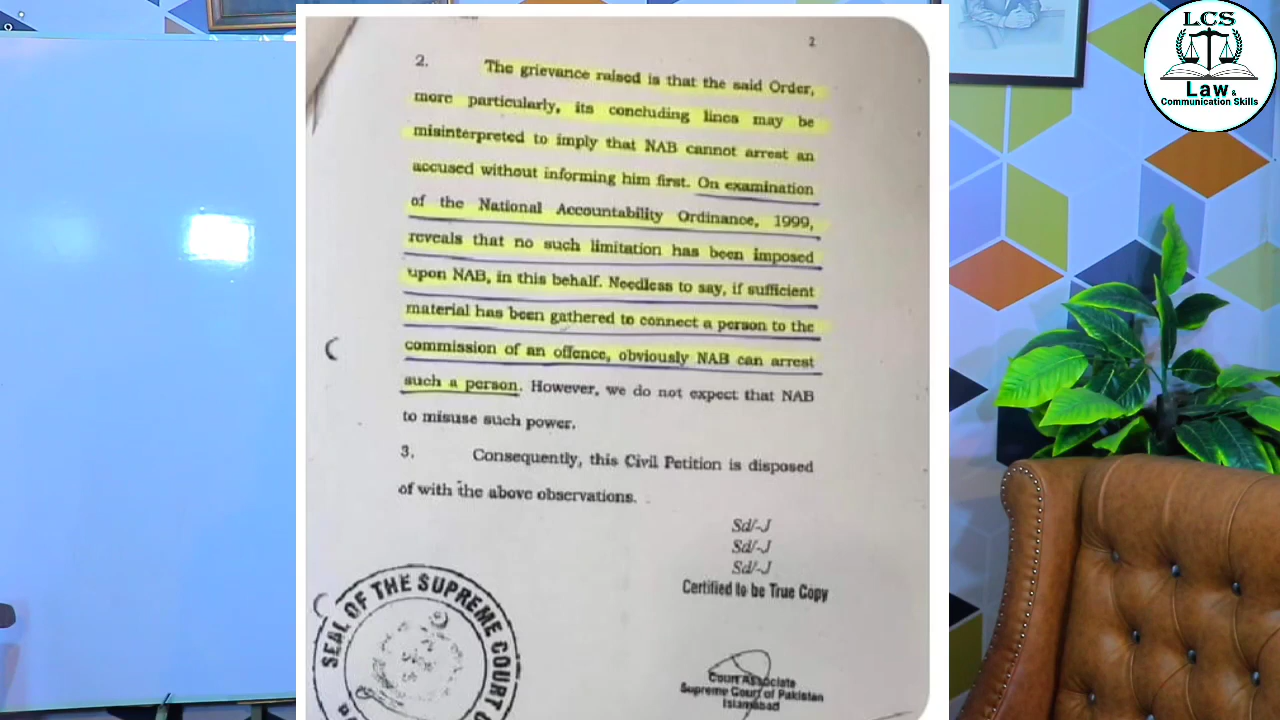 2
2. The grievance raised is that the said Order,
more particularly, its concluding lines may be
misinterpreted to imply that NAB cannot arrest an
accused without informing him first. On examination
of the National Accountability Ordinance, 1999,
reveals that no such limitation has been imposed
upon NAB, in this behalf. Needless to say, if sufficient
material has been gathered to connect a person to the
commission of an offence, obviously NAB can arrest
such a person. However, we do not expect that NAB
to misuse such power.
3. Consequently, this Civil Petition is disposed
of with the above observations.
Sd/-J
Sd/-J
Sd/-J
Certified to be True Copy
Court Associate
Supreme Court of Pakistan
Islamabad
SEAL OF THE SUPREME COURT
LCS
Law &
Communication Skills